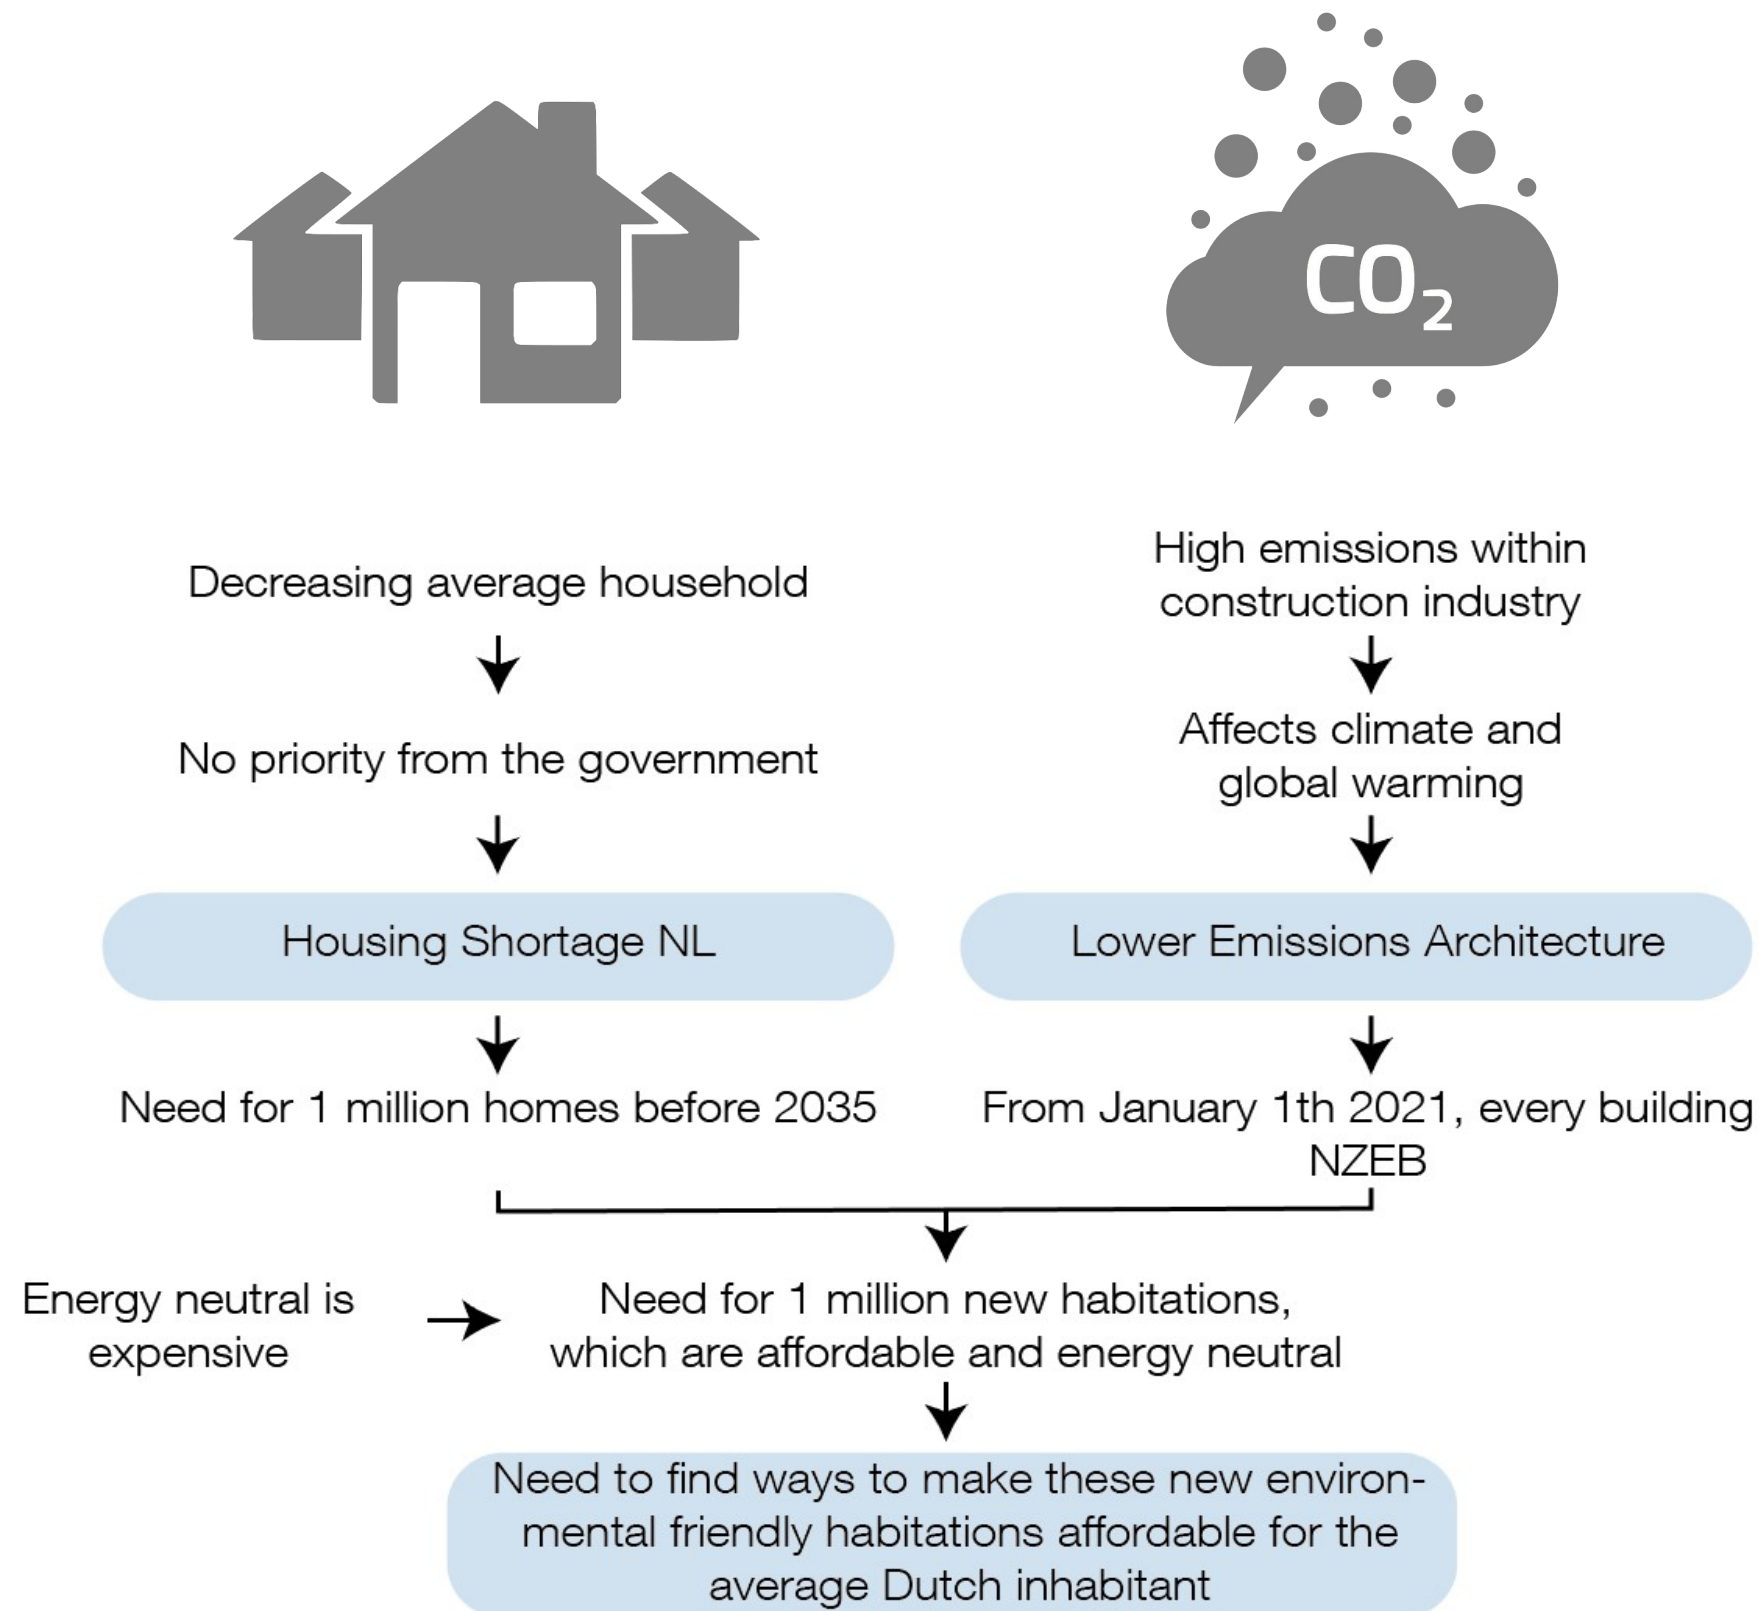 CO₂
Decreasing average household
High emissions within
construction industry
No priority from the government
Affects climate and
global warming
Housing Shortage NL
Lower Emissions Architecture
Need for 1 million homes before 2035
From January 1th 2021, every building
NZEB
Energy neutral is
expensive
Need for 1 million new habitations,
which are affordable and energy neutral
Need to find ways to make these new environ-
mental friendly habitations affordable for the
average Dutch inhabitant